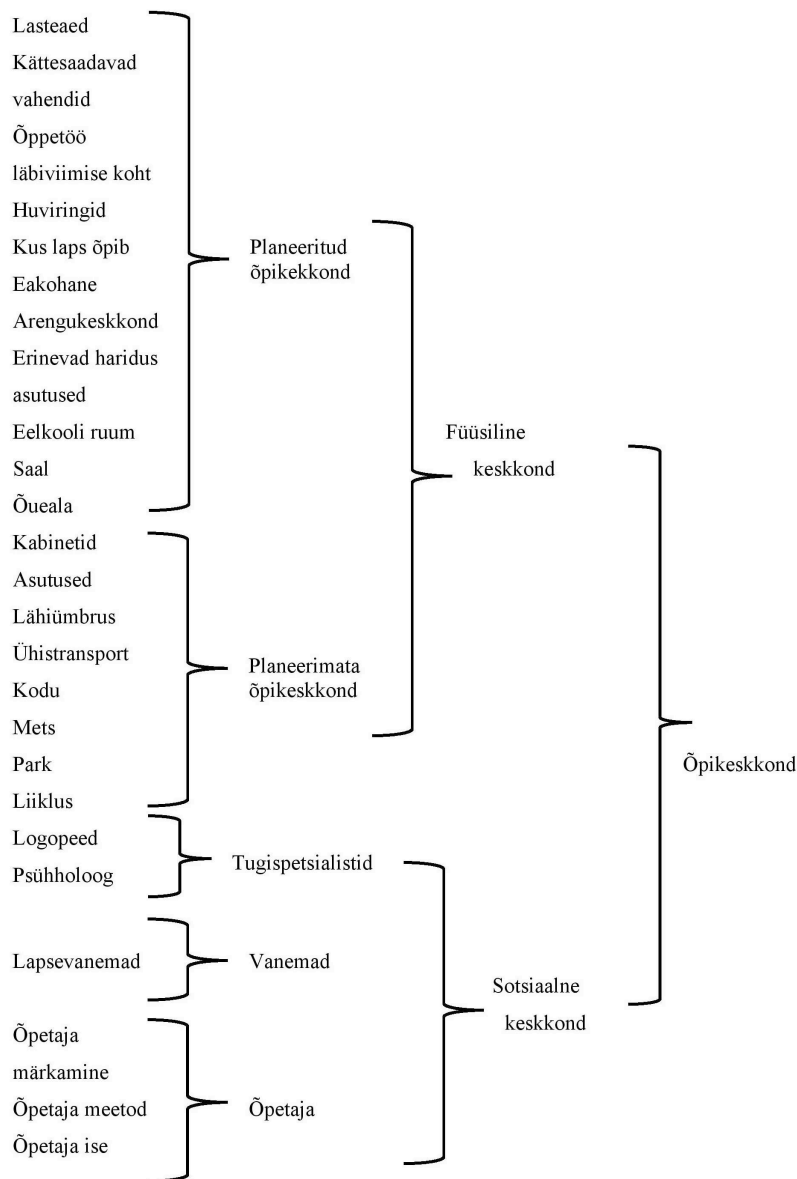 Lasteaed
Kättesaadavad
vahendid
Õppetöö
läbiviimise koht
Huviringid
Kus laps õpib
Eakohane
Arengukeskkond
Erinevad haridus
asutused
Eelkooli ruum
Saal
Õueala
Kabinetid
Asutused
Lähiümbrus
Ühistransport
Kodu
Mets
Park
Liiklus
Logopeed
Psühholoog
Lapsevanemad
Õpetaja
märkamine
Õpetaja meetod
Õpetaja ise
Planeeritud
õpikekkond
Planeerimata
õpikeskkond
Tugispetsialistid
Vanemad
Õpetaja
Füüsiline
keskkond
Sotsiaalne
keskkond
Õpikeskkond